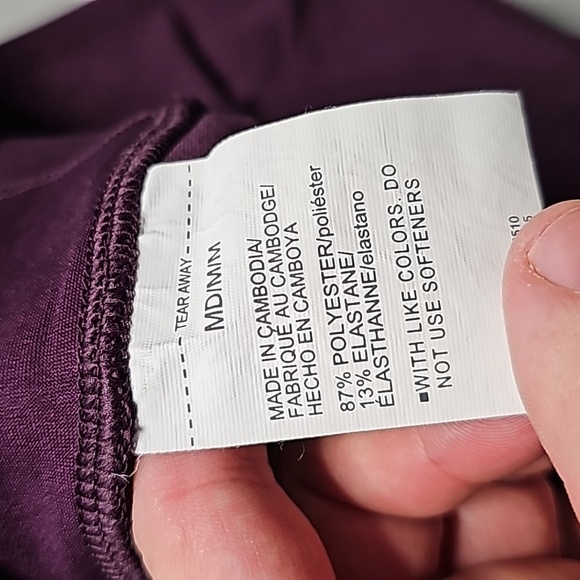 TEAR AWAY
MDIMM
MADE IN CAMBODIA/
FABRIQUÉ AU CAMBODGE/
HECHO EN CAMBOYA
87% POLYESTER/poliéster
13% ELASTANE/
ÉLASTHANNE/elastano
▪WITH LIKE COLORS. DO
NOT USE SOFTENERS